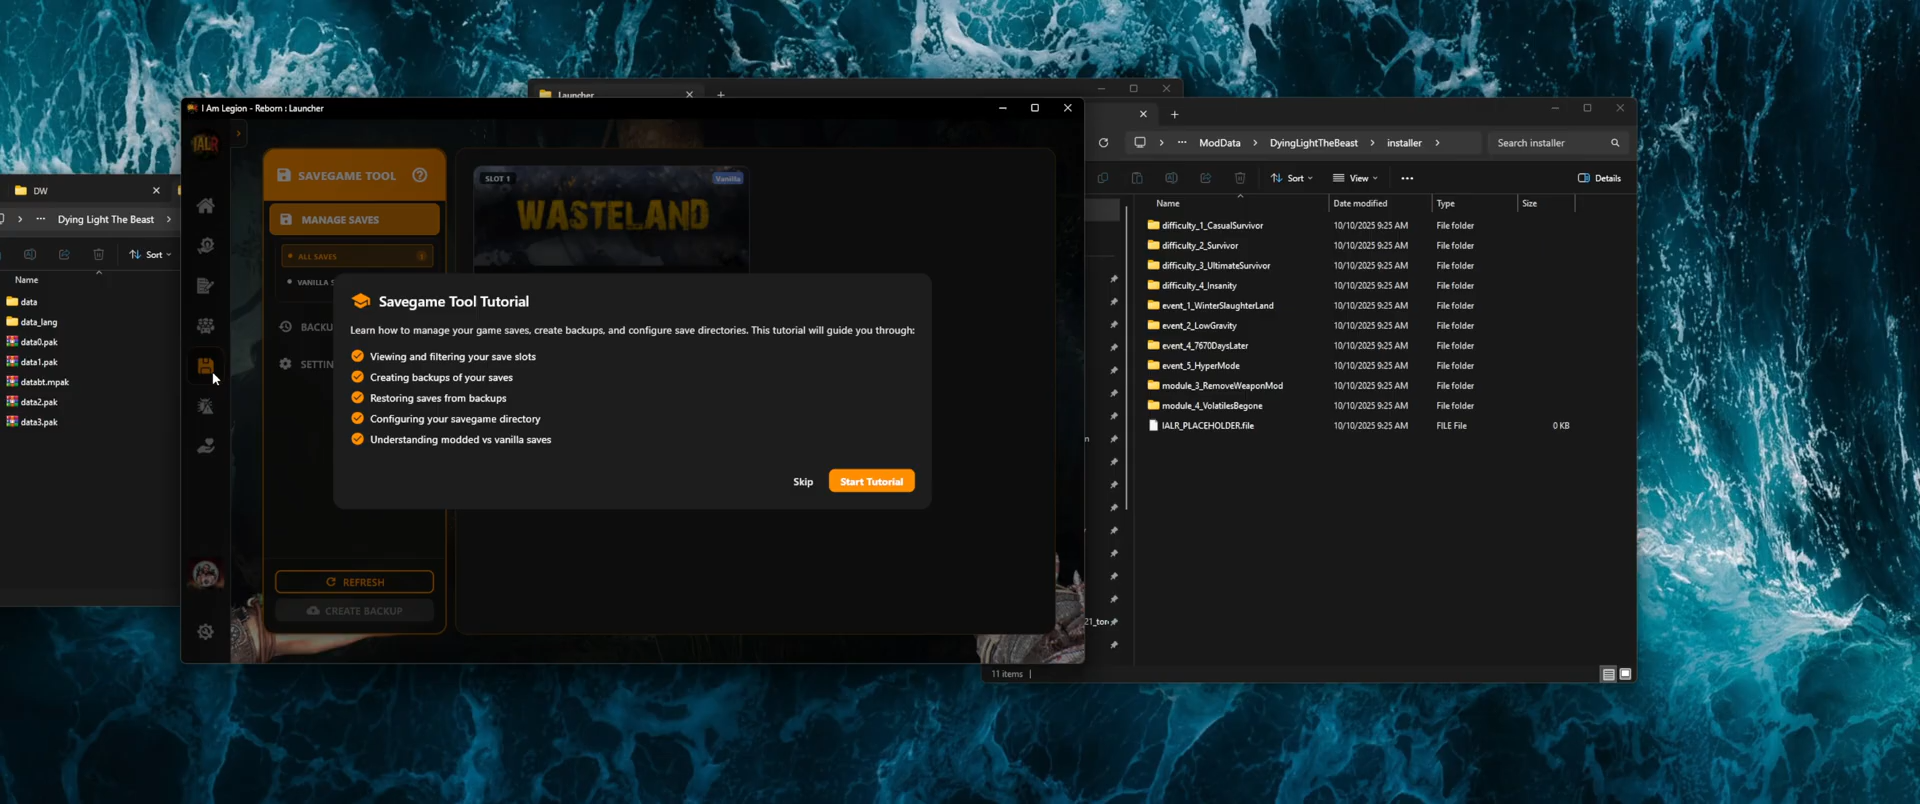 Launcher
I Am Legion - Reborn : Launcher
IALR
SAVEGAME TOOL
MANAGE SAVES
ALL SAVES
VANILLA S
BACKU
SETTIN
REFRESH
CREATE BACKUP
SLOT 1
Vanilla
WASTELAND
Savegame Tool Tutorial
Learn how to manage your game saves, create backups, and configure save directories. This tutorial will guide you through:
Viewing and filtering your save slots
Creating backups of your saves
Restoring saves from backups
Configuring your savegame directory
Understanding modded vs vanilla saves
Skip
Start Tutorial
DW
Dying Light The Beast
Sort
Name
data
data_lang
data0.pak
data1.pak
databt.mpak
data2.pak
data3.pak
ModData
DyingLightTheBeast
installer
Search installer
Sort
View
Details
Name Date modified Type Size
difficulty_1_CasualSurvivor 10/10/2025 9:25 AM File folder
difficulty_2_Survivor 10/10/2025 9:25 AM File folder
difficulty_3_UltimateSurvivor 10/10/2025 9:25 AM File folder
difficulty_4_Insanity 10/10/2025 9:25 AM File folder
event_1_WinterSlaughterLand 10/10/2025 9:25 AM File folder
event_2_LowGravity 10/10/2025 9:25 AM File folder
event_4_7670DaysLater 10/10/2025 9:25 AM File folder
event_5_HyperMode 10/10/2025 9:25 AM File folder
module_3_RemoveWeaponMod 10/10/2025 9:25 AM File folder
module_4_VolatilesBegone 10/10/2025 9:25 AM File folder
IALR_PLACEHOLDER.file 10/10/2025 9:25 AM FILE File 0 KB
11 items